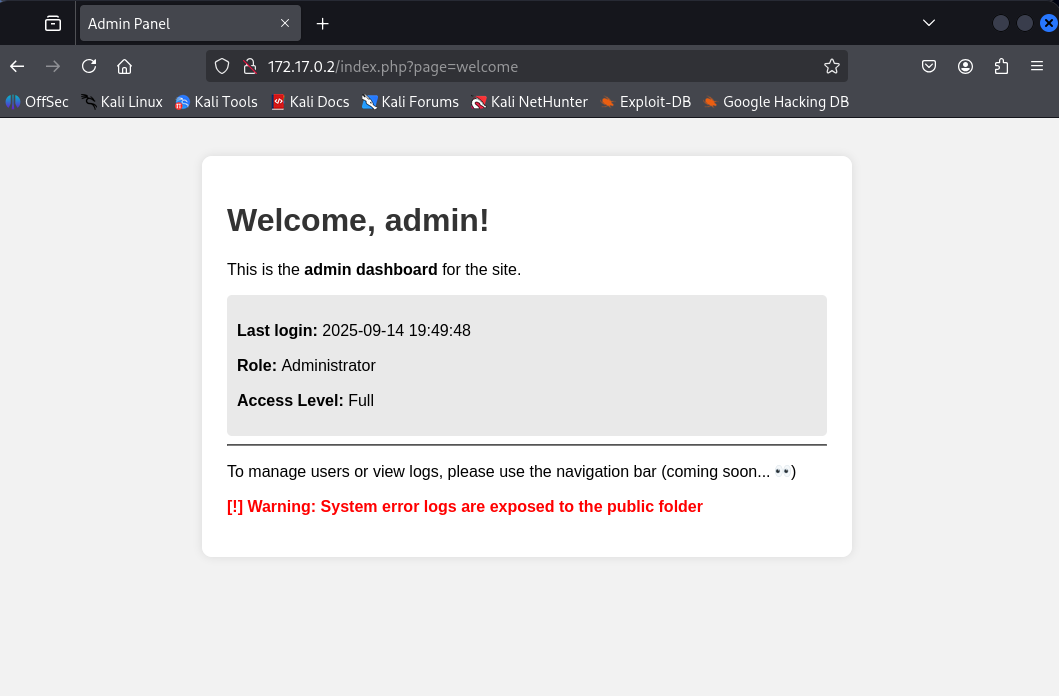 Admin Panel
172.17.0.2/index.php?page=welcome
OffSec Kali Linux Kali Tools Kali Docs Kali Forums Kali NetHunter Exploit-DB Google Hacking DB
Welcome, admin!
This is the admin dashboard for the site.
Last login: 2025-09-14 19:49:48
Role: Administrator
Access Level: Full
To manage users or view logs, please use the navigation bar (coming soon... 👀)
[!] Warning: System error logs are exposed to the public folder